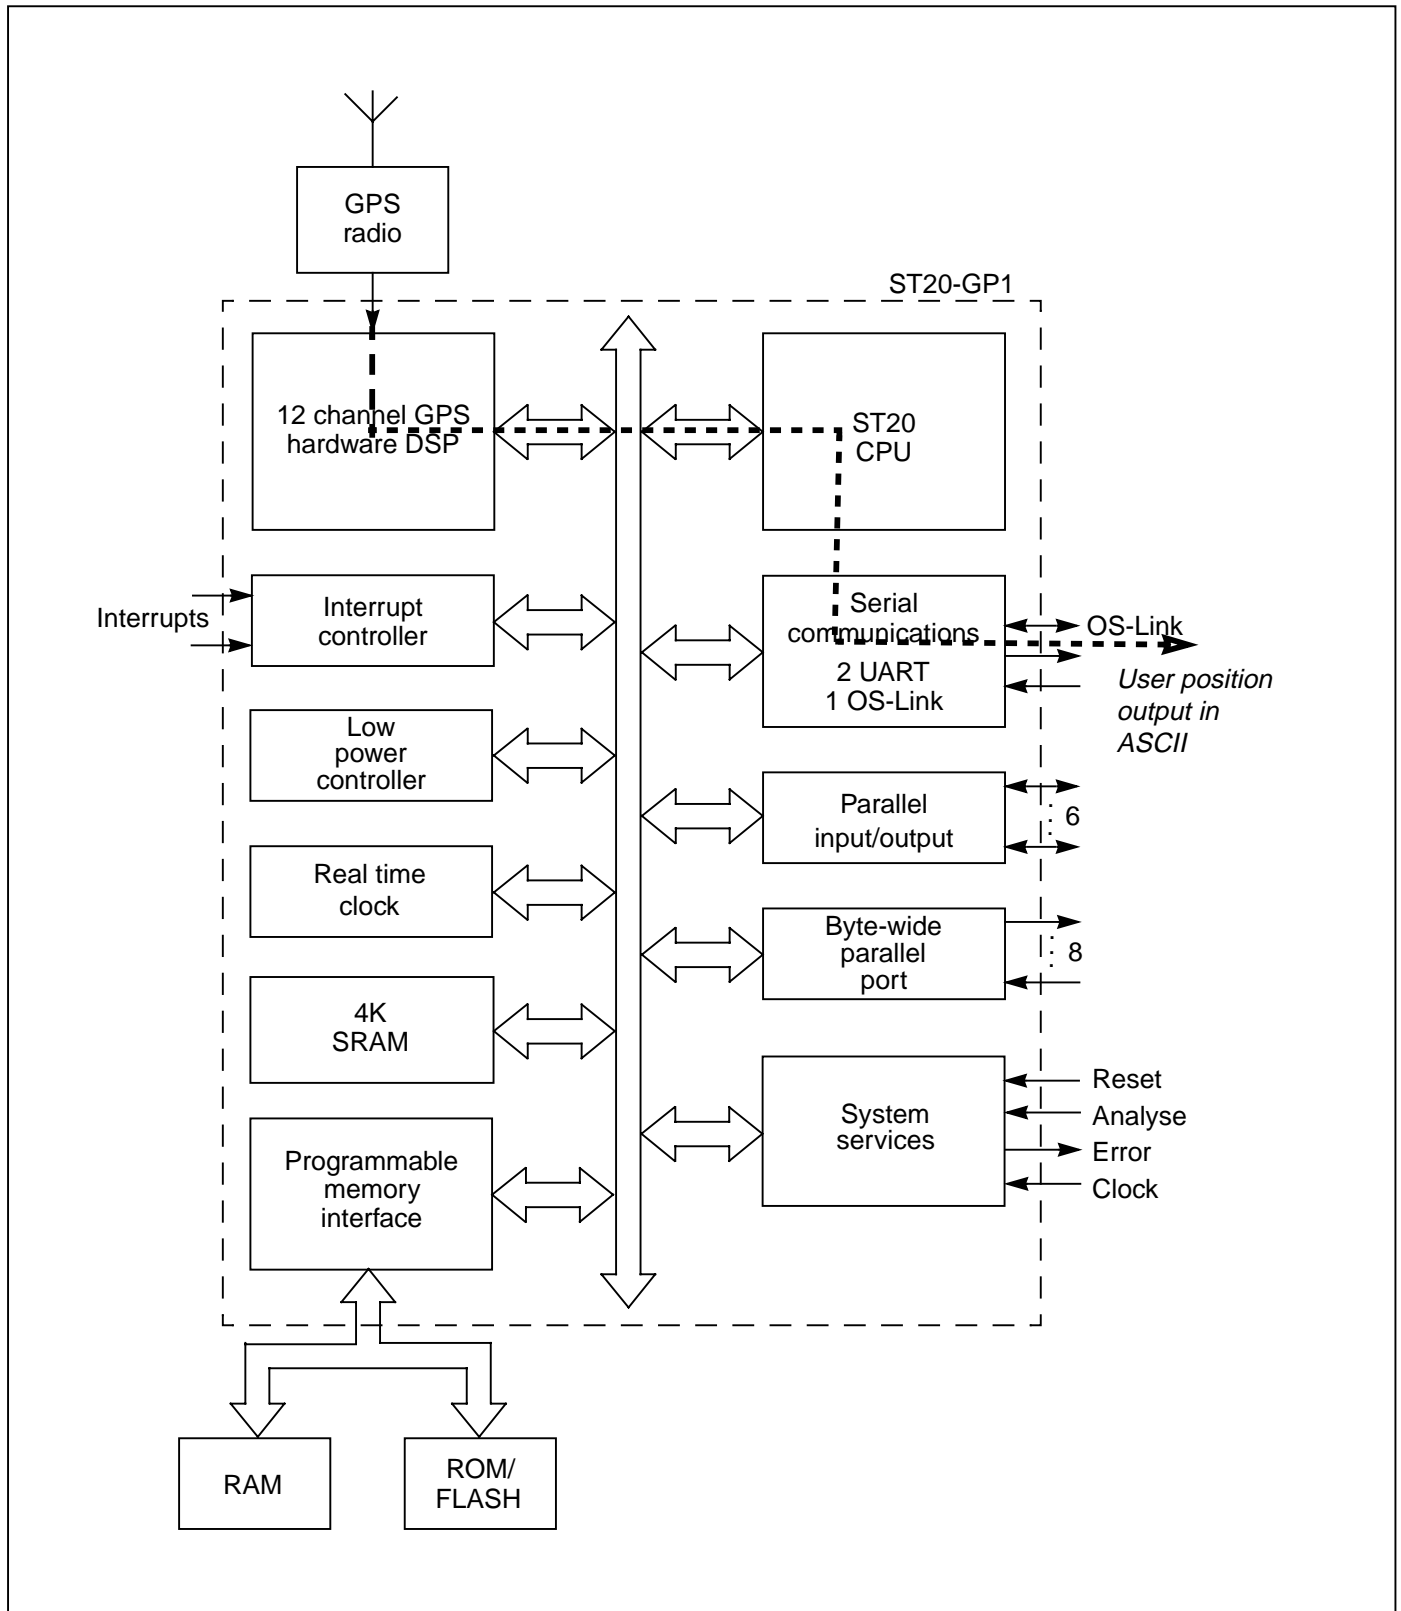 GPS
radio
ST20-GP1
12 channel GPS
hardware DSP
ST20
CPU
Interrupts
Interrupt
controller
Serial
communications
2 UART
1 OS-Link
OS-Link
User position
output in
ASCII
Low
power
controller
Parallel
input/output
6
Real time
clock
Byte-wide
parallel
port
8
4K
SRAM
System
services
Reset
Analyse
Error
Clock
Programmable
memory
interface
RAM
ROM/
FLASH